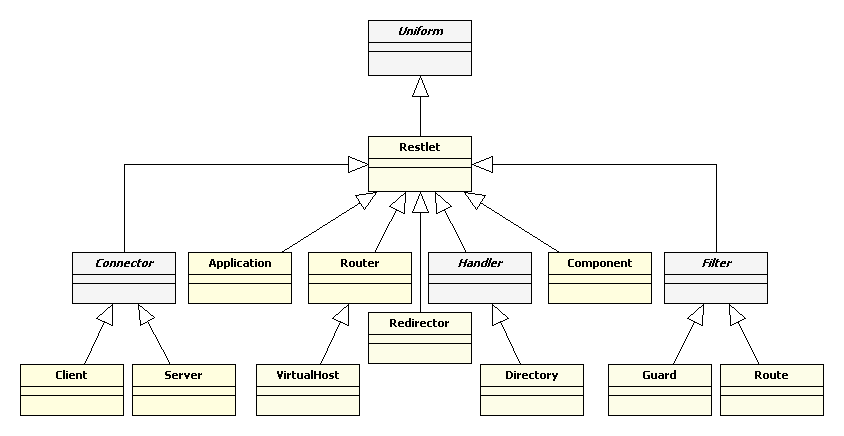 Uniform
Restlet
Connector
Application
Router
Handler
Component
Filter
Redirector
Client
Server
VirtualHost
Directory
Guard
Route